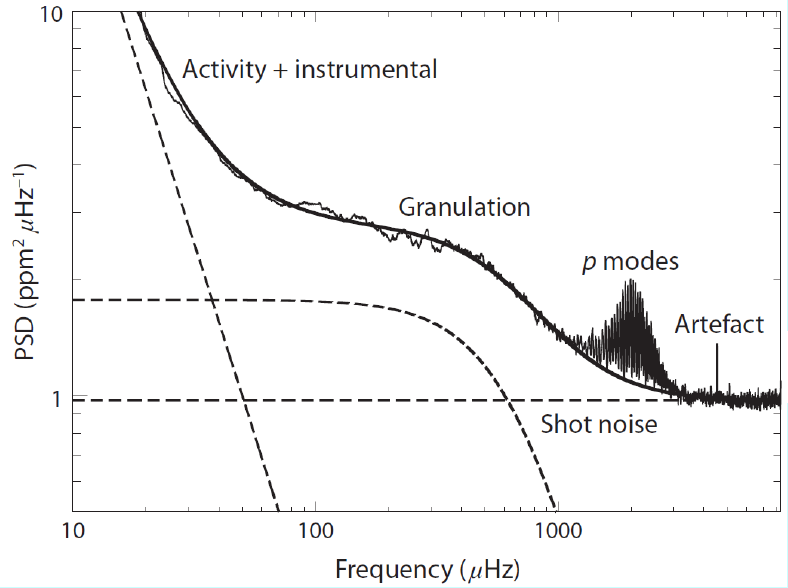 10
Activity + instrumental
Granulation
p modes
Artefact
PSD (ppm² μHz⁻¹)
1
Shot noise
10
100
1000
Frequency (μHz)